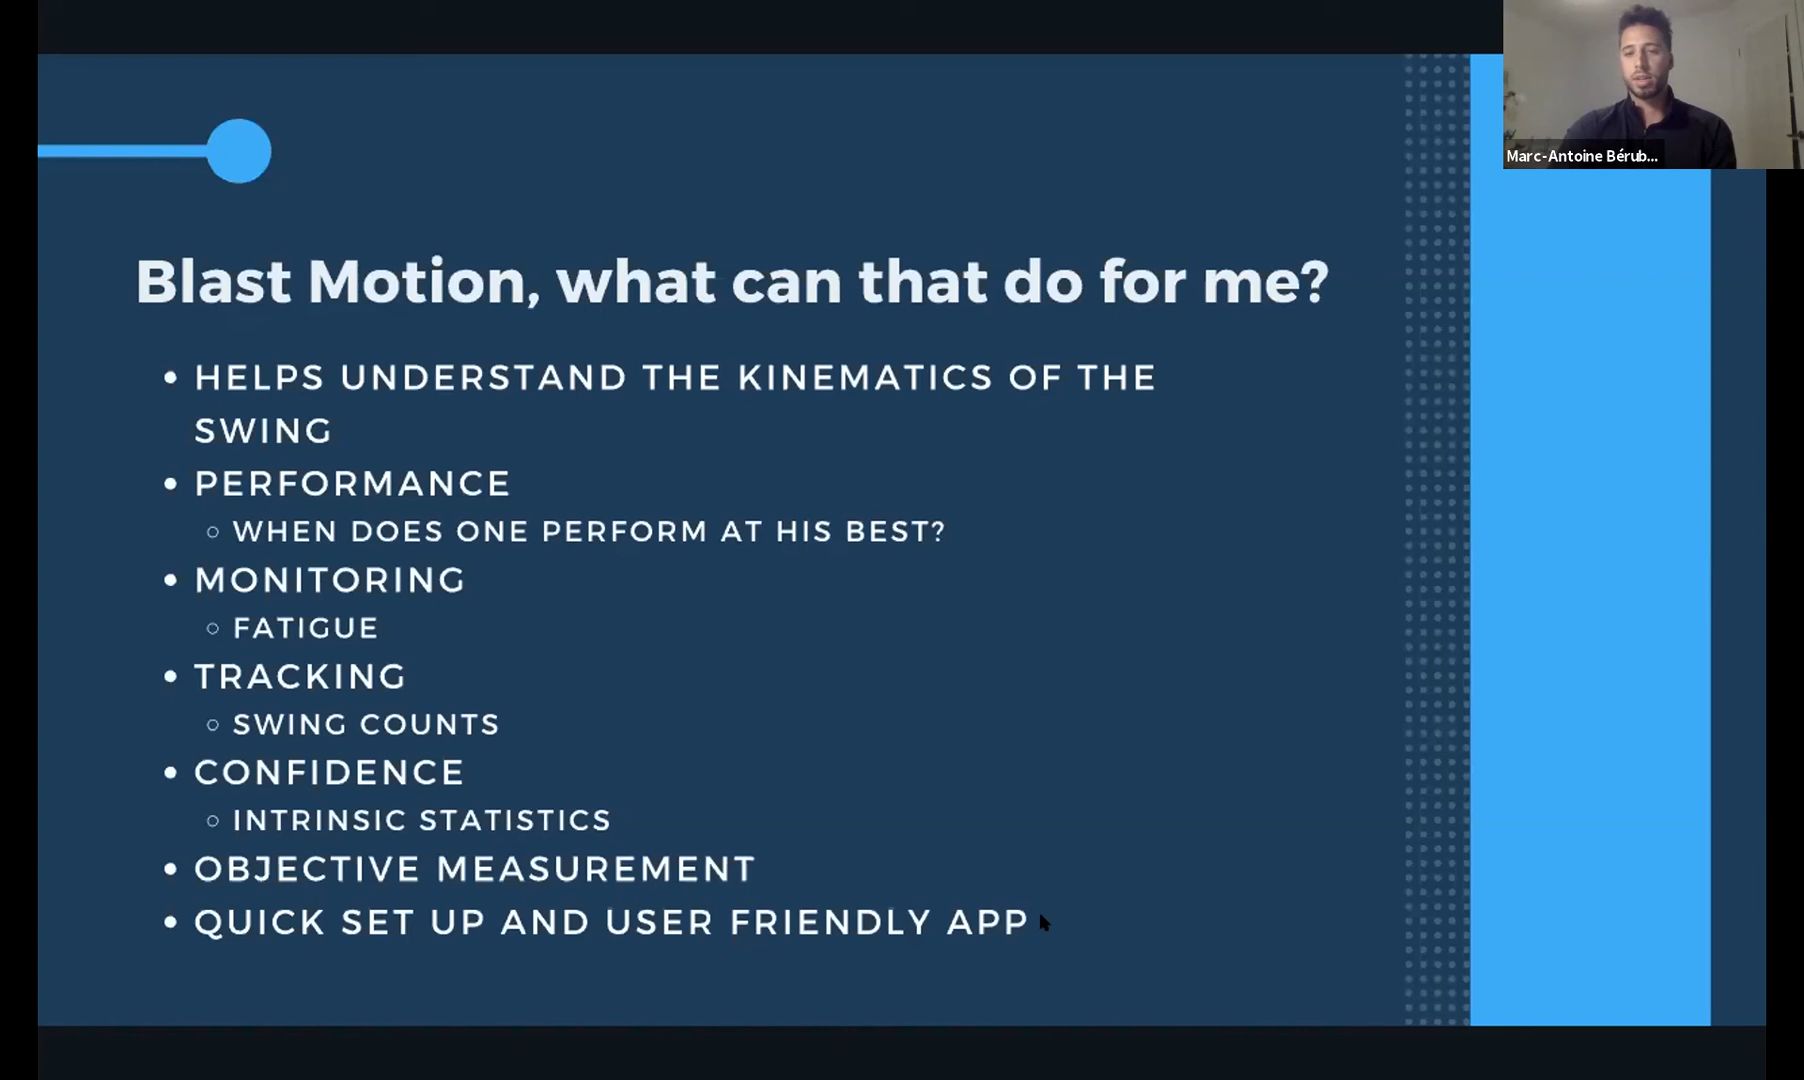 Marc-Antoine Bérub...
Blast Motion, what can that do for me?
• HELPS UNDERSTAND THE KINEMATICS OF THE
SWING
• PERFORMANCE
○ WHEN DOES ONE PERFORM AT HIS BEST?
• MONITORING
○ FATIGUE
• TRACKING
○ SWING COUNTS
• CONFIDENCE
○ INTRINSIC STATISTICS
• OBJECTIVE MEASUREMENT
• QUICK SET UP AND USER FRIENDLY APP